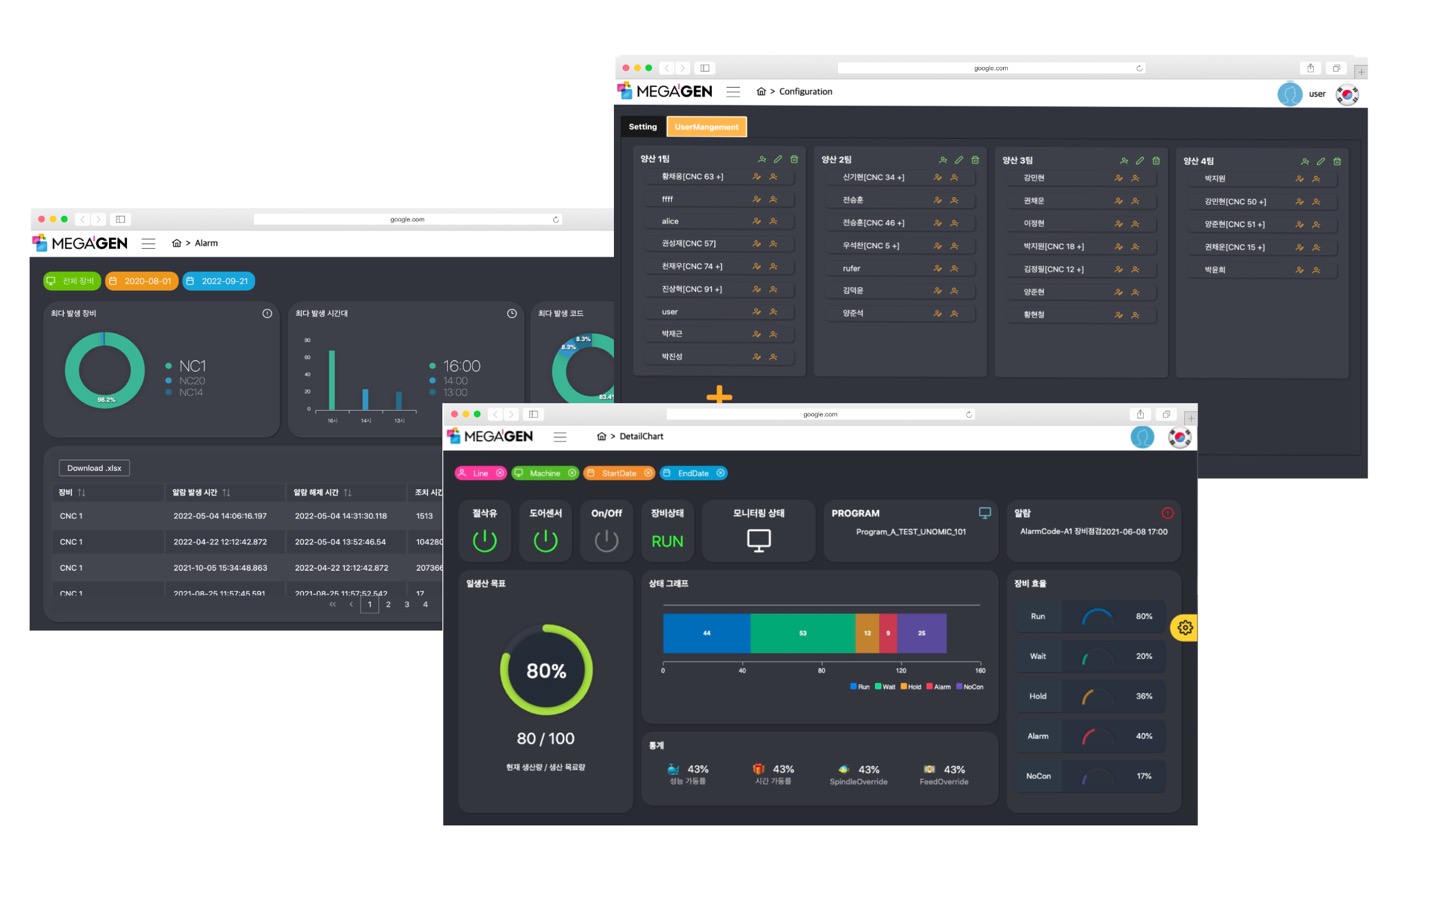 google.com
MEGA'GEN
> Configuration
user
Setting
UserMangement
양산 1팀
황채웅[CNC 63 +]
ffff
alice
권성재[CNC 57]
천재우[CNC 74 +]
진상혁[CNC 91 +]
user
박재근
박진성
양산 2팀
신기현[CNC 34 +]
전승훈
전승훈[CNC 46 +]
우석찬[CNC 5 +]
rufer
김덕윤
양준석
양산 3팀
강민현
권채운
이정현
박지원[CNC 18 +]
김정필[CNC 12 +]
양준현
황현철
양산 4팀
박지원
강민현[CNC 50 +]
양준현[CNC 51 +]
권채운[CNC 15 +]
박윤희
google.com
MEGA'GEN
> Alarm
전체 장비
2020-08-01
2022-09-21
최다 발생 장비
98.2%
NC1
NC20
NC14
최다 발생 시간대
80
60
40
20
0
16시
14시
13시
16:00
14:00
13:00
최다 발생 코드
8.3%
8.3%
83.4%
Download .xlsx
장비 알람 발생 시간 알람 해제 시간 조치 시간
CNC 1 2022-05-04 14:06:16.197 2022-05-04 14:31:30.118 1513
CNC 1 2022-04-22 12:12:42.872 2022-05-04 13:52:46.54 104280
CNC 1 2021-10-05 15:34:48.863 2022-04-22 12:12:42.872 207366
CNC 1 2021-08-25 11:57:45.591 2021-08-25 11:57:52.542 17
<< < 1 2 3 4
google.com
MEGA'GEN
> DetailChart
Line
Machine
StartDate
EndDate
절삭유
도어센서
On/Off
장비상태
RUN
모니터링 상태
PROGRAM
Program_A_TEST_UNOMIC_101
알람
AlarmCode-A1 장비점검2021-06-08 17:00
일생산 목표
80%
80 / 100
현재 생산량 / 생산 목표량
상태 그래프
44 53 12 9 25
0 40 80 120 160
Run Wait Hold Alarm NoCon
통계
43%
성능 가동률
43%
시간 가동률
43%
SpindleOverride
43%
FeedOverride
장비 효율
Run 80%
Wait 20%
Hold 36%
Alarm 40%
NoCon 17%